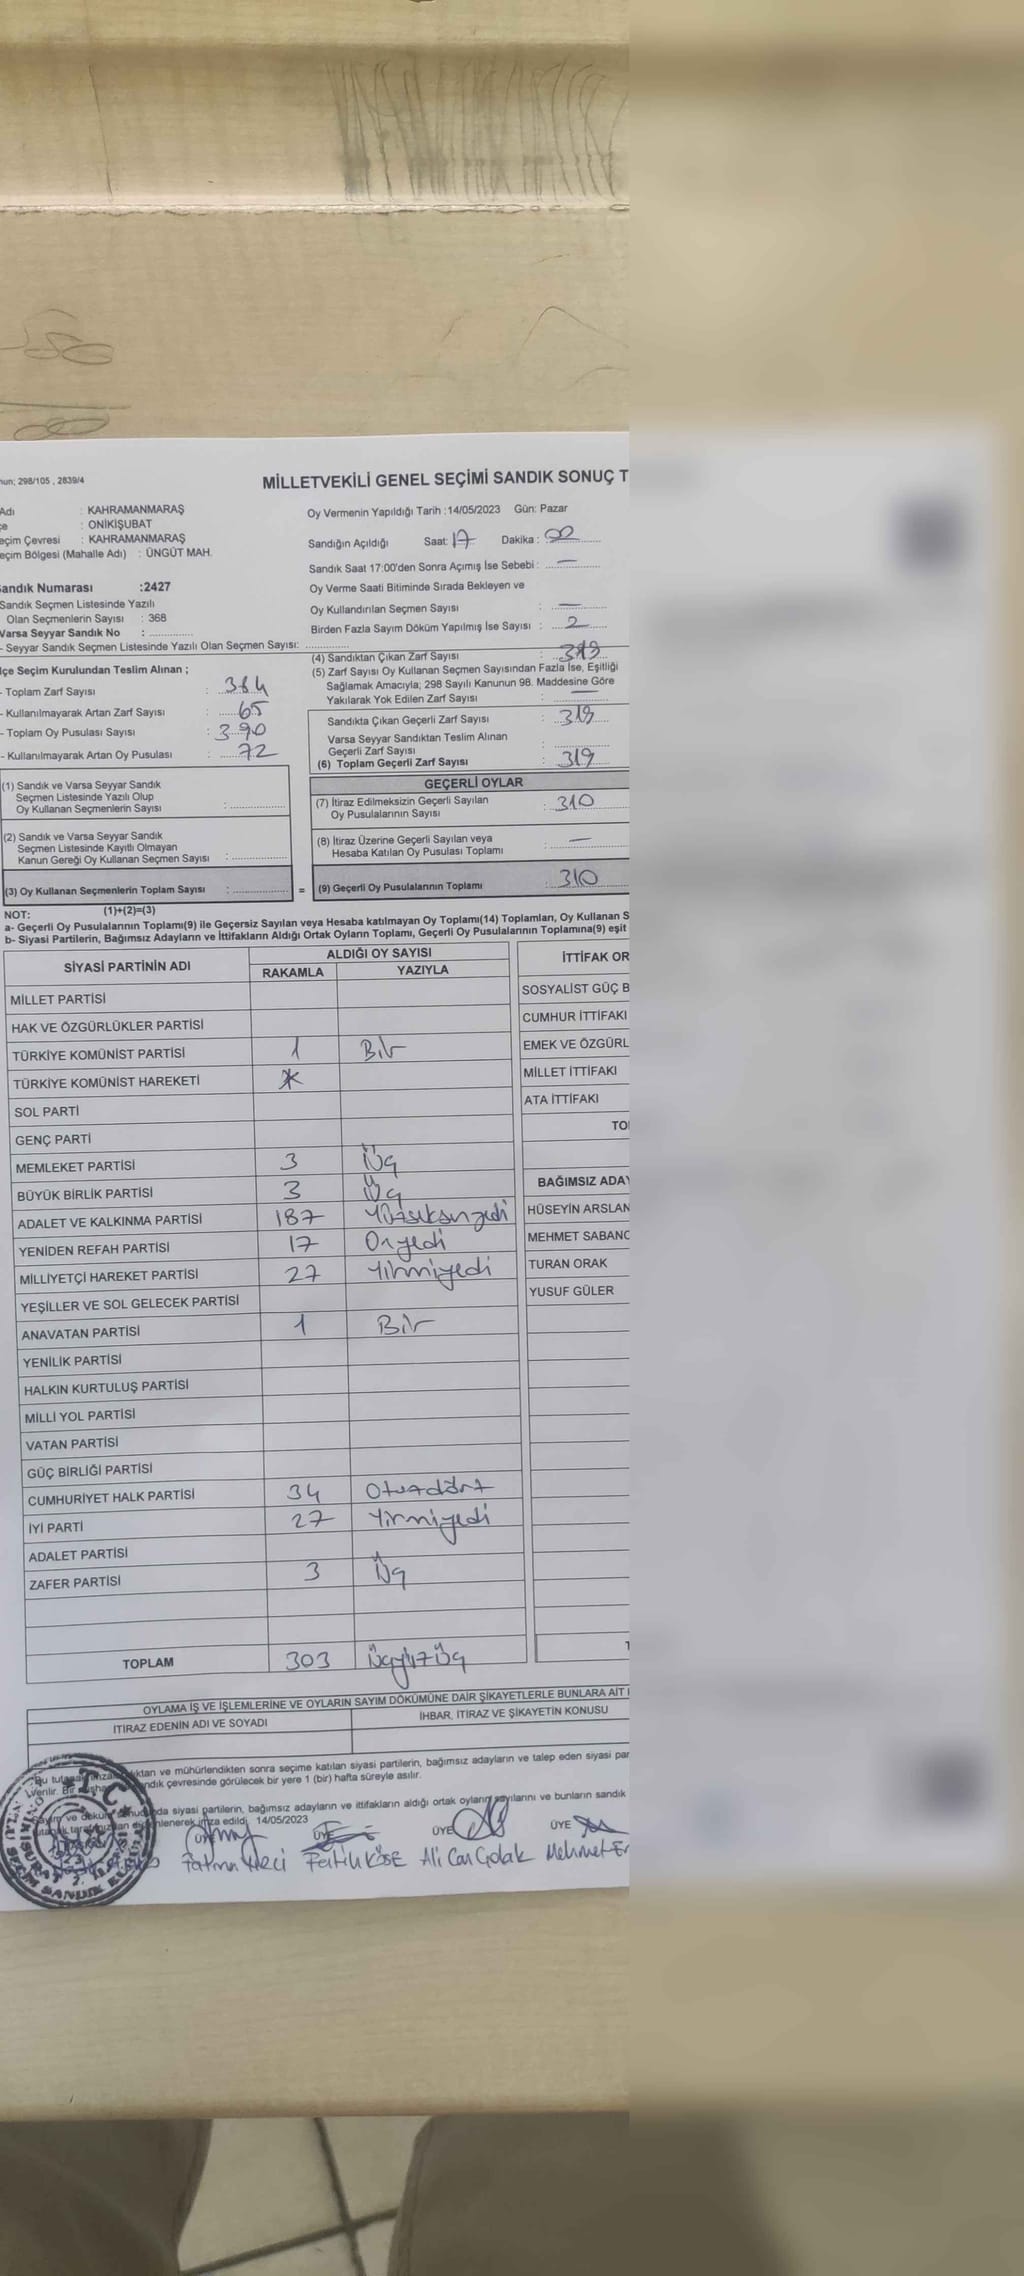 298/105 , 2839/4
MİLLETVEKİLİ GENEL SEÇİMİ SANDIK SONUÇ T
Adı : KAHRAMANMARAŞ
: ONİKİŞUBAT
eçim Çevresi : KAHRAMANMARAŞ
eçim Bölgesi (Mahalle Adı) : ÜNGÜT MAH.
Oy Vermenin Yapıldığı Tarih :14/05/2023 Gün: Pazar
Sandığın Açıldığı Saat: 17 Dakika : 00
Sandık Saat 17:00'den Sonra Açımış İse Sebebi : —
andık Numarası :2427
Sandık Seçmen Listesinde Yazılı
Olan Seçmenlerin Sayısı : 368
Varsa Seyyar Sandık No :
- Seyyar Sandık Seçmen Listesinde Yazılı Olan Seçmen Sayısı:
Oy Verme Saati Bitiminde Sırada Bekleyen ve
Oy Kullandırılan Seçmen Sayısı : —
Birden Fazla Sayım Döküm Yapılmış İse Sayısı : 2
lçe Seçim Kurulundan Teslim Alınan ;
- Toplam Zarf Sayısı : 384
- Kullanılmayarak Artan Zarf Sayısı : 65
- Toplam Oy Pusulası Sayısı : 390
- Kullanılmayarak Artan Oy Pusulası : 72
(4) Sandıktan Çıkan Zarf Sayısı : 319
(5) Zarf Sayısı Oy Kullanan Seçmen Sayısından Fazla İse, Eşitliği
Sağlamak Amacıyla; 298 Sayılı Kanunun 98. Maddesine Göre
Yakılarak Yok Edilen Zarf Sayısı : —
Sandıkta Çıkan Geçerli Zarf Sayısı : 319
Varsa Seyyar Sandıktan Teslim Alınan
Geçerli Zarf Sayısı :
(6) Toplam Geçerli Zarf Sayısı : 319
(1) Sandık ve Varsa Seyyar Sandık
Seçmen Listesinde Yazılı Olup
Oy Kullanan Seçmenlerin Sayısı :
(2) Sandık ve Varsa Seyyar Sandık
Seçmen Listesinde Kayıtlı Olmayan
Kanun Gereği Oy Kullanan Seçmen Sayısı :
(3) Oy Kullanan Seçmenlerin Toplam Sayısı : =
GEÇERLİ OYLAR
(7) İtiraz Edilmeksizin Geçerli Sayılan
Oy Pusulalarının Sayısı : 310
(8) İtiraz Üzerine Geçerli Sayılan veya
Hesaba Katılan Oy Pusulası Toplamı : —
(9) Geçerli Oy Pusulalarının Toplamı : 310
NOT: (1)+(2)=(3)
a- Geçerli Oy Pusulalarının Toplamı(9) ile Geçersiz Sayılan veya Hesaba katılmayan Oy Toplamı(14) Toplamları, Oy Kullanan S
b- Siyasi Partilerin, Bağımsız Adayların ve İttifakların Aldığı Ortak Oyların Toplamı, Geçerli Oy Pusulalarının Toplamına(9) eşit
SİYASİ PARTİNİN ADI ALDIĞI OY SAYISI
RAKAMLA YAZIYLA
MİLLET PARTİSİ
HAK VE ÖZGÜRLÜKLER PARTİSİ
TÜRKİYE KOMÜNİST PARTİSİ 1 Bir
TÜRKİYE KOMÜNİST HAREKETİ
SOL PARTİ
GENÇ PARTİ
MEMLEKET PARTİSİ 3 Üç
BÜYÜK BİRLİK PARTİSİ 3 Üç
ADALET VE KALKINMA PARTİSİ 187 Yüzseksenyedi
YENİDEN REFAH PARTİSİ 17 Onyedi
MİLLİYETÇİ HAREKET PARTİSİ 27 Yirmiyedi
YEŞİLLER VE SOL GELECEK PARTİSİ
ANAVATAN PARTİSİ 1 Bir
YENİLİK PARTİSİ
HALKIN KURTULUŞ PARTİSİ
MİLLİ YOL PARTİSİ
VATAN PARTİSİ
GÜÇ BİRLİĞİ PARTİSİ
CUMHURİYET HALK PARTİSİ 34 Otuzdört
İYİ PARTİ 27 Yirmiyedi
ADALET PARTİSİ
ZAFER PARTİSİ 3 Üç
TOPLAM 303 Üçyüzüç
İTTİFAK OR
SOSYALİST GÜÇ B
CUMHUR İTTİFAKI
EMEK VE ÖZGÜRL
MİLLET İTTİFAKI
ATA İTTİFAKI
TO
BAĞIMSIZ ADAY
HÜSEYİN ARSLAN
MEHMET SABANC
TURAN ORAK
YUSUF GÜLER
OYLAMA İŞ VE İŞLEMLERİNE VE OYLARIN SAYIM DÖKÜMÜNE DAİR ŞİKAYETLERLE BUNLARA AİT
İTİRAZ EDENİN ADI VE SOYADI İHBAR, İTİRAZ VE ŞİKAYETİN KONUSU
ve mühürlendikten sonra seçime katılan siyasi partilerin, bağımsız adayların ve talep eden siyasi par
çevresinde görülecek bir yere 1 (bir) hafta süreyle asılır.
siyasi partilerin, bağımsız adayların ve ittifakların aldığı ortak oyların sayılarını ve bunların sandık
imza edildi. 14/05/2023
ÜYE ÜYE ÜYE ÜYE
Fatma Fatih KÖSE Ali Can Çolak Mehmet Er
T.C.